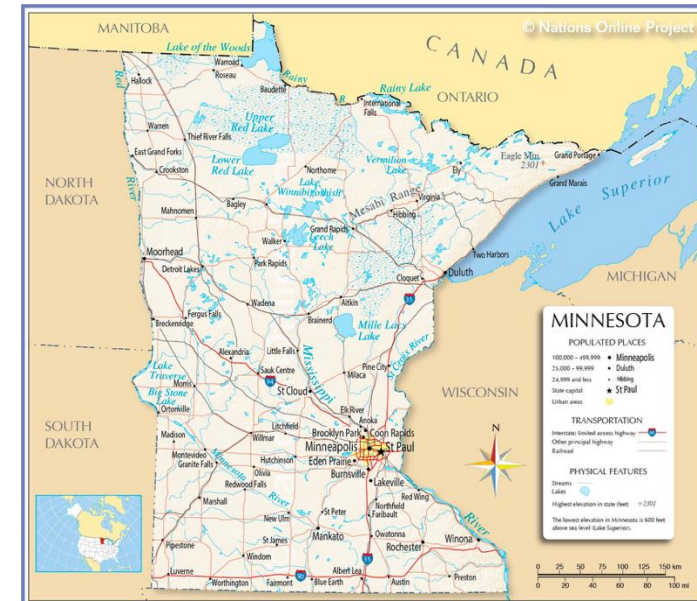 © Nations Online Project
MANITOBA
CANADA
ONTARIO
Lake of the Woods
Warroad
Roseau
Hallock
Baudette
Rainy
R
Rainy Lake
International
Falls
Red
River
Warren
Thief River Falls
Upper
Red Lake
Lower
Red Lake
East Grand Forks
Crookston
Northome
Vermilion
Lake
Ely
Eagle Mtn.
2301 +
Grand Portage
Grand Marais
NORTH
DAKOTA
Mahnomen
Bagley
Lake
Winnibigoshish
Mesabi Range
Virginia
Hibbing
Grand Rapids
Leech
Lake
Walker
Lake Superior
Two Harbors
MICHIGAN
Moorhead
Detroit Lakes
Park Rapids
Cloquet
Duluth
35
Wadena
Aitkin
Brainerd
Mille Lacs
Lake
Fergus Falls
Breckenridge
Alexandria
Little Falls
Mississippi
Pine City
St Croix River
Lake
Traverse
Big Stone
Lake
Morris
Sauk Centre
94
St Cloud
Milaca
WISCONSIN
Ortonville
SOUTH
DAKOTA
Elk River
Anoka
Brooklyn Park
Coon Rapids
Litchfield
Willmar
Minneapolis
St Paul
Eden Prairie
Burnsville
Lakeville
Madison
Montevideo
Granite Falls
Minnesota
River
Hutchinson
Olivia
Redwood Falls
Marshall
New Ulm
St Peter
Northfield
Faribault
Red Wing
River
Mankato
Owatonna
Rochester
Winona
Pipestone
St James
Windom
Luverne
Worthington
Fairmont
90
Blue Earth
Albert Lea
35
Austin
Preston
N
MINNESOTA
POPULATED PLACES
100,000 – 499,999 Minneapolis
25,000 – 99,999 Duluth
24,999 and less Hibbing
State capital St Paul
Urban areas
TRANSPORTATION
Interstate; limited access highway
Other principal highway
Railroad
PHYSICAL FEATURES
Streams
Lakes
Highest elevation in state (feet) +2301
The lowest elevation in Minnesota is 600 feet
above sea level (Lake Superior).
0 25 50 75 100 125 150 km
0 20 40 60 80 100 mi